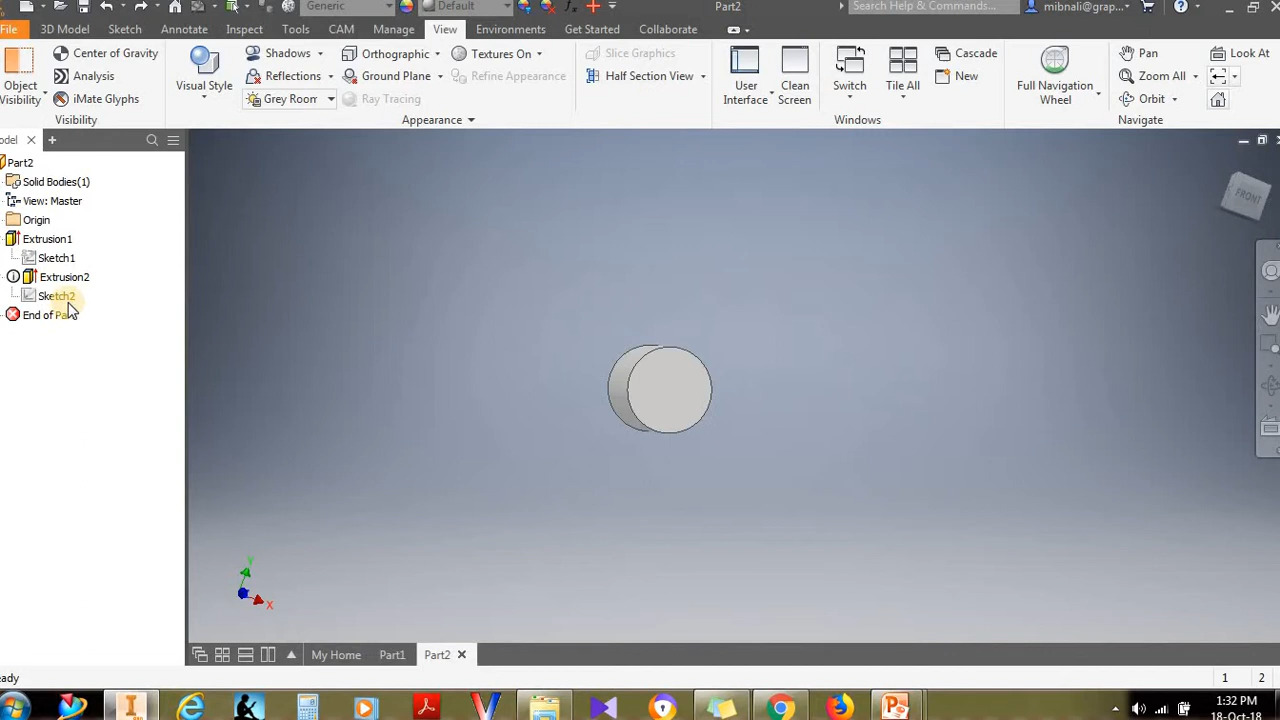 Generic
Default
Part2
Search Help & Commands...
mibnali@grap...
File
3D Model
Sketch
Annotate
Inspect
Tools
CAM
Manage
View
Environments
Get Started
Collaborate
Object Visibility
Center of Gravity
Analysis
iMate Glyphs
Visibility
Visual Style
Shadows
Reflections
Grey Room
Orthographic
Ground Plane
Ray Tracing
Textures On
Refine Appearance
Appearance
Slice Graphics
Half Section View
User Interface
Clean Screen
Switch
Tile All
Cascade
New
Windows
Full Navigation Wheel
Pan
Zoom All
Orbit
Look At
Navigate
odel
Part2
Solid Bodies(1)
View: Master
Origin
Extrusion1
Sketch1
Extrusion2
Sketch2
End of Pa
FRONT
Y
X
My Home
Part1
Part2
eady
1
2
1:32 PM
18-Oct-18